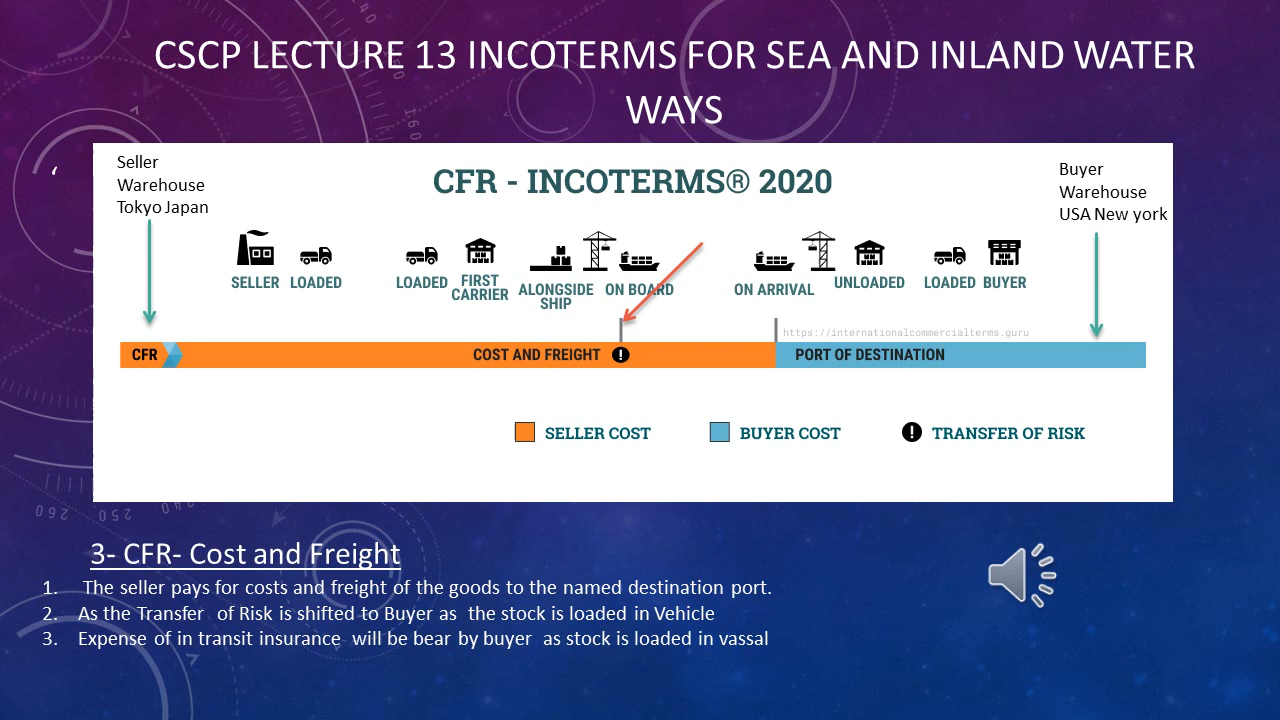 CSCP LECTURE 13 INCOTERMS FOR SEA AND INLAND WATER
WAYS
‘
Seller
Warehouse
Tokyo Japan
CFR - INCOTERMS® 2020
Buyer
Warehouse
USA New york
SELLER LOADED LOADED FIRST CARRIER ALONGSIDE SHIP ON BOARD ON ARRIVAL UNLOADED LOADED BUYER
https://internationalcommercialterms.guru
CFR COST AND FREIGHT ! PORT OF DESTINATION
SELLER COST BUYER COST ! TRANSFER OF RISK
260 250 240
160
3- CFR- Cost and Freight
1. The seller pays for costs and freight of the goods to the named destination port.
2. As the Transfer of Risk is shifted to Buyer as the stock is loaded in Vehicle
3. Expense of in transit insurance will be bear by buyer as stock is loaded in vassal